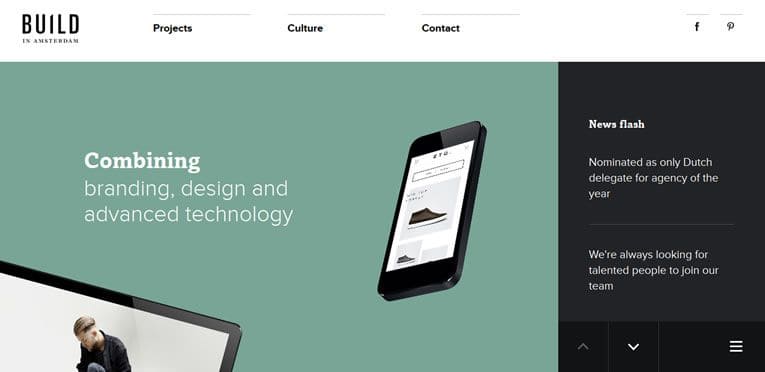 BUILD
IN AMSTERDAM
Projects
Culture
Contact
Combining
branding, design and
advanced technology
ETQ.
News flash
Nominated as only Dutch
delegate for agency of the
year
We're always looking for
talented people to join our
team